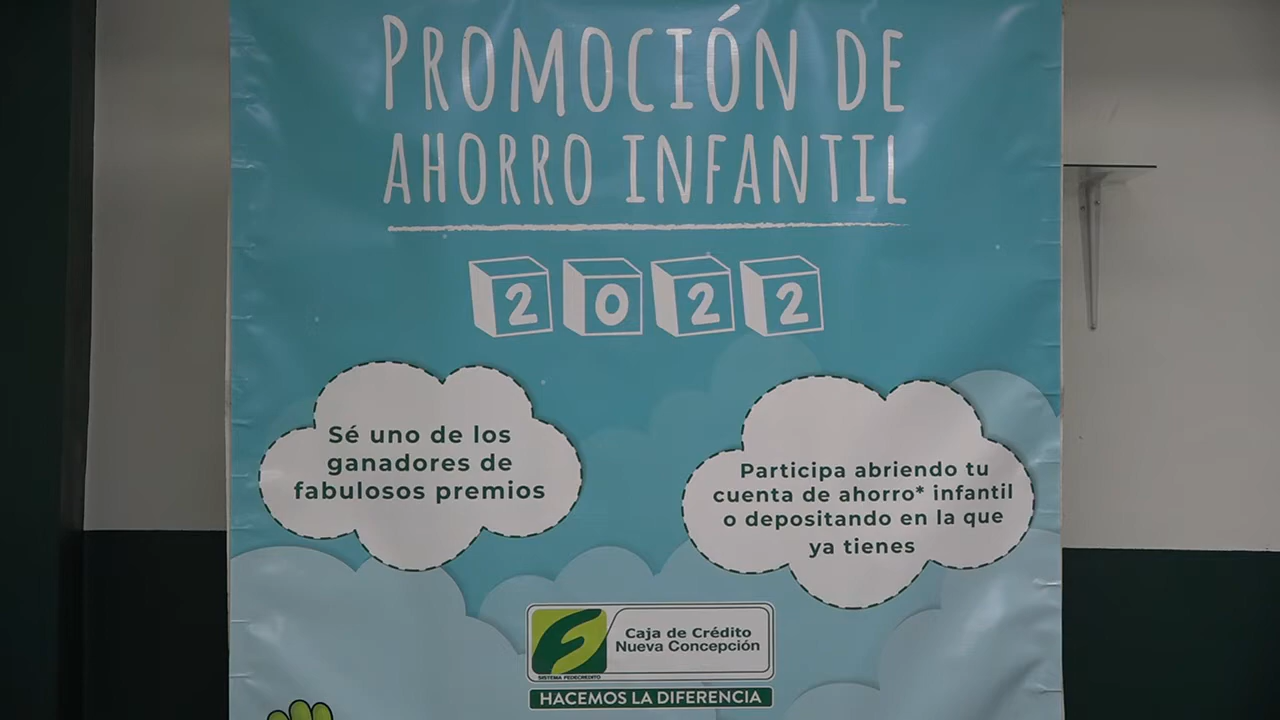 PROMOCIÓN DE
AHORRO INFANTIL
2022
Sé uno de los
ganadores de
fabulosos premios
Participa abriendo tu
cuenta de ahorro* infantil
o depositando en la que
ya tienes
Caja de Crédito
Nueva Concepción
SISTEMA FEDECREDITO
HACEMOS LA DIFERENCIA